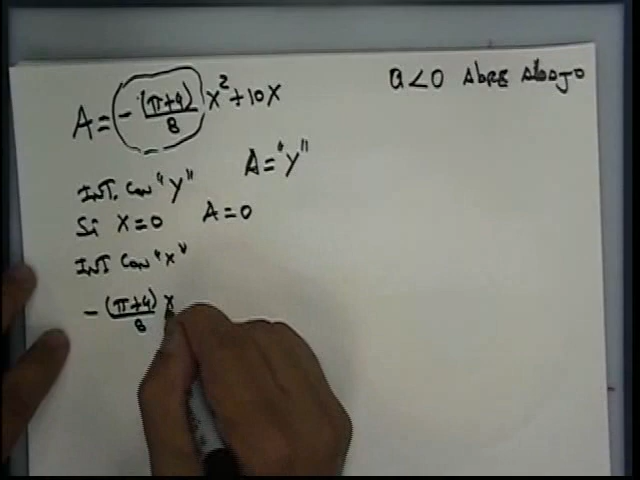 A = -(π+4)/8 x² + 10x
a<0 Abre Abajo
A = "y"
Int. con "y"
Si x=0 A=0
Int con "x"
-(π+4)/8 x